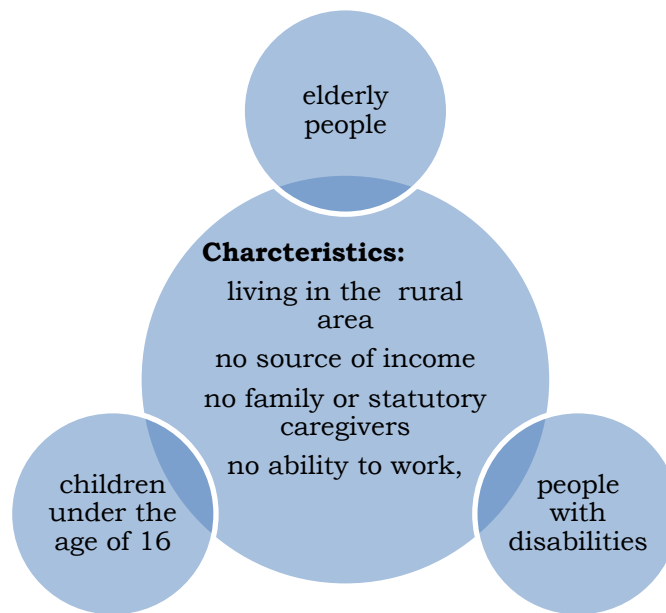 elderly
people
Charcteristics:
living in the rural
area
no source of income
no family or statutory
caregivers
no ability to work,
children
under the
age of 16
people
with
disabilities